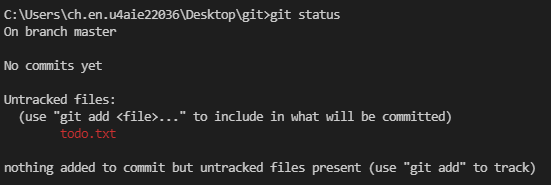 C:\Users\ch.en.u4aie22036\Desktop\git>git status
On branch master
No commits yet
Untracked files:
(use "git add <file>..." to include in what will be committed)
todo.txt
nothing added to commit but untracked files present (use "git add" to track)